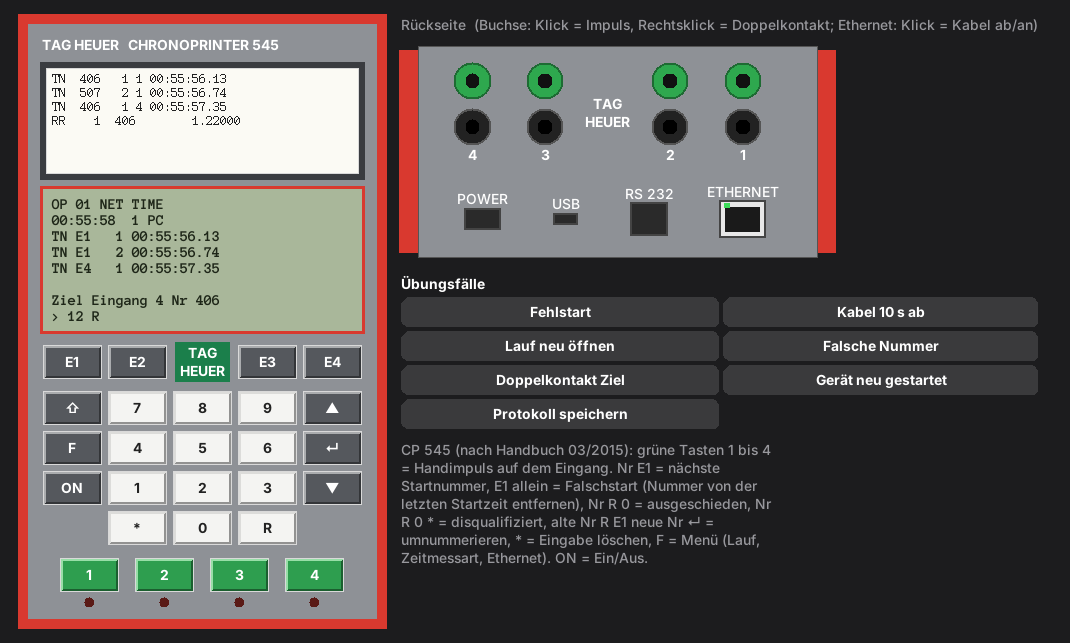 TAG HEUER CHRONOPRINTER 545
TN 406 1 1 00:55:56.13
TN 507 2 1 00:55:56.74
TN 406 1 4 00:55:57.35
RR 1 406 1.22000
OP 01 NET TIME
00:55:58 1 PC
TN E1 1 00:55:56.13
TN E1 2 00:55:56.74
TN E4 1 00:55:57.35
Ziel Eingang 4 Nr 406
> 12 R
E1 E2 TAG HEUER E3 E4
⇧ 7 8 9 ▲
F 4 5 6 ↵
ON 1 2 3 ▼
* 0 R
1 2 3 4
Rückseite (Buchse: Klick = Impuls, Rechtsklick = Doppelkontakt; Ethernet: Klick = Kabel ab/an)
TAG
HEUER
4 3 2 1
POWER USB RS 232 ETHERNET
Übungsfälle
Fehlstart Kabel 10 s ab
Lauf neu öffnen Falsche Nummer
Doppelkontakt Ziel Gerät neu gestartet
Protokoll speichern
CP 545 (nach Handbuch 03/2015): grüne Tasten 1 bis 4
= Handimpuls auf dem Eingang. Nr E1 = nächste
Startnummer, E1 allein = Falschstart (Nummer von der
letzten Startzeit entfernen), Nr R 0 = ausgeschieden, Nr
R 0 * = disqualifiziert, alte Nr R E1 neue Nr ↵ =
umnummerieren, * = Eingabe löschen, F = Menü (Lauf,
Zeitmessart, Ethernet). ON = Ein/Aus.